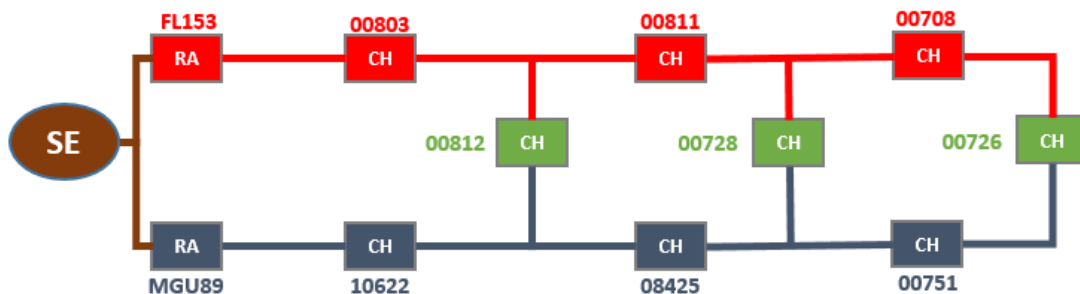 FL153 00803 00811 00708
RA CH CH CH
SE 00812 CH 00728 CH 00726 CH
RA CH CH CH
MGU89 10622 08425 00751